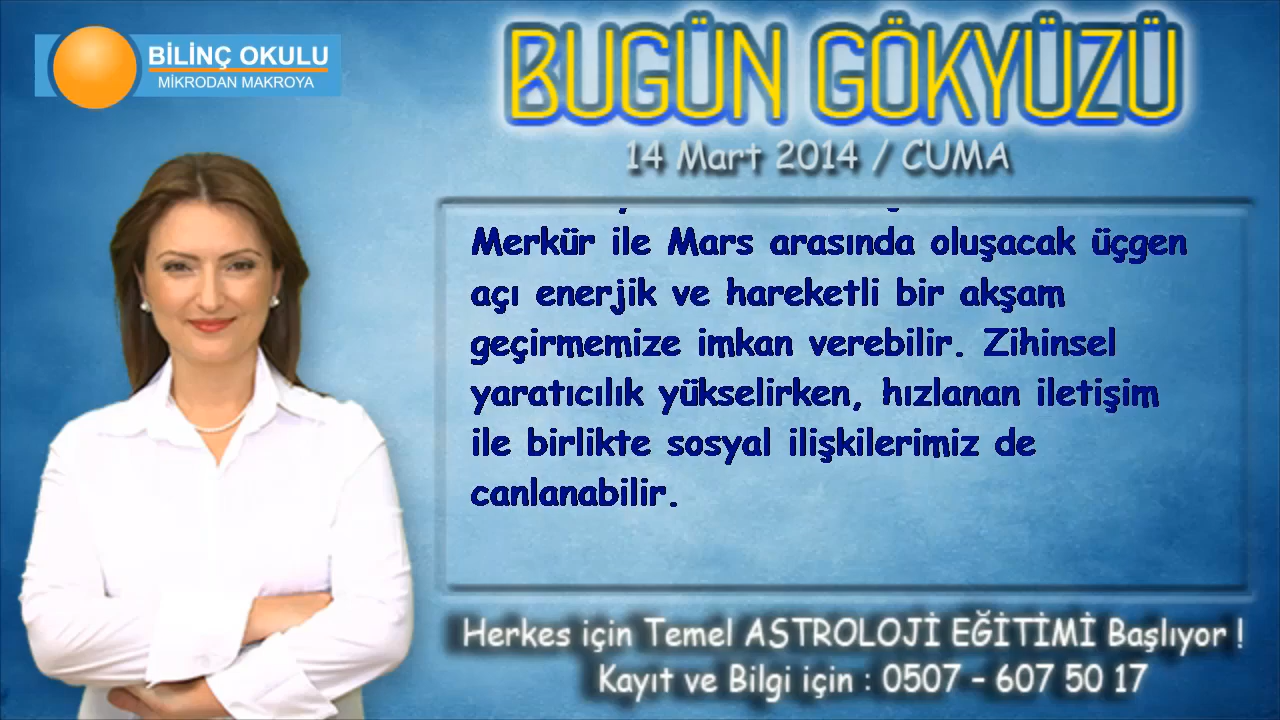 BİLİNÇ OKULU
MİKRODAN MAKROYA
BUGÜN GÖKYÜZÜ
14 Mart 2014 / CUMA
Merkür ile Mars arasında oluşacak üçgen
açı enerjik ve hareketli bir akşam
geçirmemize imkan verebilir. Zihinsel
yaratıcılık yükselirken, hızlanan iletişim
ile birlikte sosyal ilişkilerimiz de
canlanabilir.
Herkes için Temel ASTROLOJİ EĞİTİMİ Başlıyor !
Kayıt ve Bilgi için : 0507 – 607 50 17